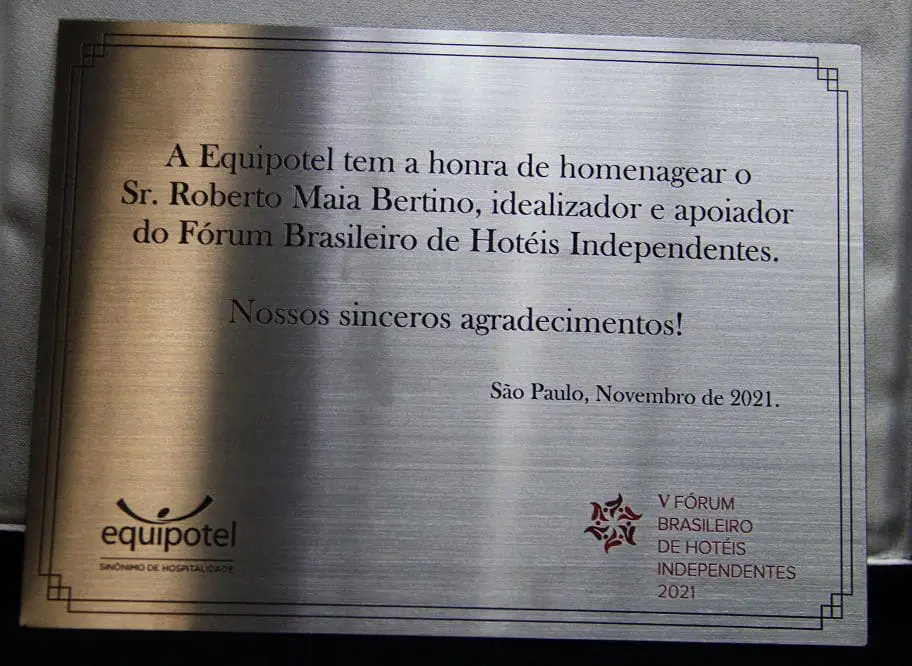 A Equipotel tem a honra de homenagear o
Sr. Roberto Maia Bertino, idealizador e apoiador
do Fórum Brasileiro de Hotéis Independentes.
Nossos sinceros agradecimentos!
São Paulo, Novembro de 2021.
equipotel
SINÔNIMO DE HOSPITALIDADE
V FÓRUM
BRASILEIRO
DE HOTÉIS
INDEPENDENTES
2021